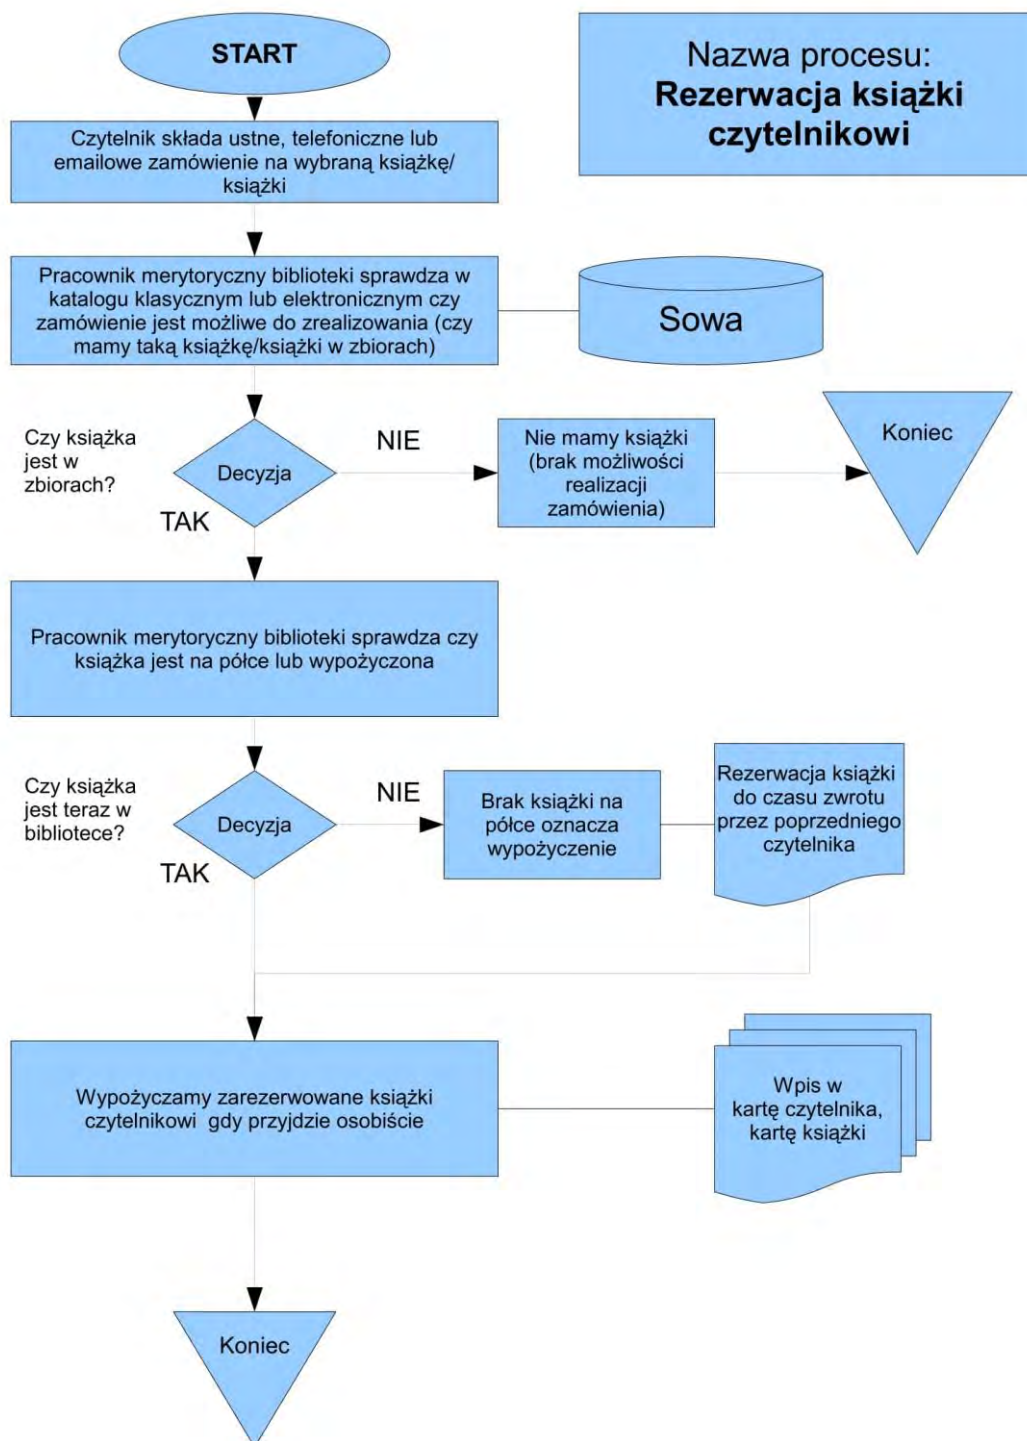 START
Nazwa procesu:
Rezerwacja książki
czytelnikowi
Czytelnik składa ustne, telefoniczne lub
emailowe zamówienie na wybraną książkę/
książki
Pracownik merytoryczny biblioteki sprawdza w
katalogu klasycznym lub elektronicznym czy
zamówienie jest możliwe do zrealizowania (czy
mamy taką książkę/książki w zbiorach)
Sowa
Czy książka
jest w
zbiorach?
Decyzja
NIE
TAK
Nie mamy książki
(brak możliwości
realizacji
zamówienia)
Koniec
Pracownik merytoryczny biblioteki sprawdza czy
książka jest na półce lub wypożyczona
Czy książka
jest teraz w
bibliotece?
Decyzja
NIE
TAK
Brak książki na
półce oznacza
wypożyczenie
Rezerwacja książki
do czasu zwrotu
przez poprzedniego
czytelnika
Wypożyczamy zarezerwowane książki
czytelnikowi  gdy przyjdzie osobiście
Wpis w
kartę czytelnika,
kartę książki
Koniec